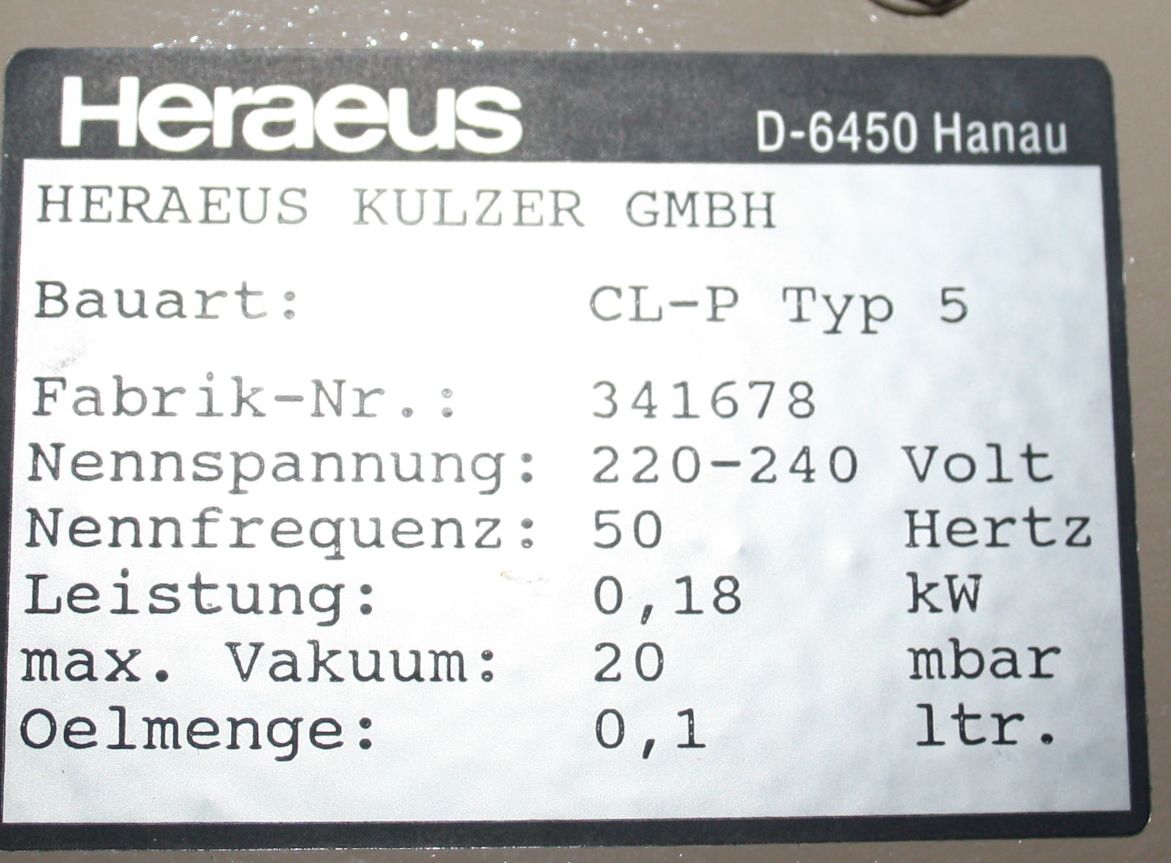 Heraeus D-6450 Hanau
HERAEUS KULZER GMBH
Bauart: CL-P Typ 5
Fabrik-Nr.: 341678
Nennspannung: 220-240 Volt
Nennfrequenz: 50 Hertz
Leistung: 0,18 kW
max. Vakuum: 20 mbar
Oelmenge: 0,1 ltr.